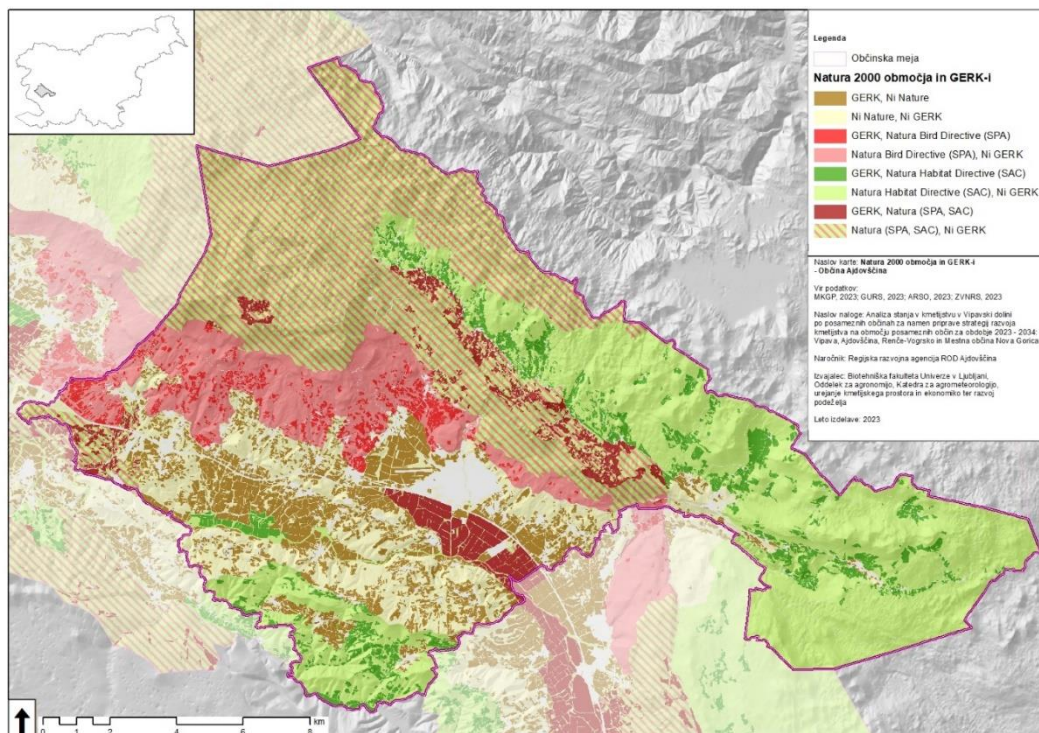 Legenda
Občinska meja
Natura 2000 območja in GERK-i
GERK, Ni Nature
Ni Nature, Ni GERK
GERK, Natura Bird Directive (SPA)
Natura Bird Directive (SPA), Ni GERK
GERK, Natura Habitat Directive (SAC)
Natura Habitat Directive (SAC), Ni GERK
GERK, Natura (SPA, SAC)
Natura (SPA, SAC), Ni GERK
Naslov karte: Natura 2000 območja in GERK-i
- Občina Ajdovščina
Vir podatkov:
MKGP, 2023; GURS, 2023; ARSO, 2023; ZVNRS, 2023
Naslov naloge: Analiza stanja v kmetijstvu v Vipavski dolini
po posameznih občinah za namen priprave strategij razvoja
kmetijstva na območju posameznih občin za obdobje 2023 - 2034:
Vipava, Ajdovščina, Renče-Vogrsko in Mestna občina Nova Gorica
Naročnik: Regijska razvojna agencija ROD Ajdovščina
Izvajalec: Biotehniška fakulteta Univerze v Ljubljani,
Oddelek za agronomijo, Katedra za agrometeorologijo,
urejanje kmetijskega prostora in ekonomiko ter razvoj
podeželja
Leto izdelave: 2023
km
0 1 2 4 6 8